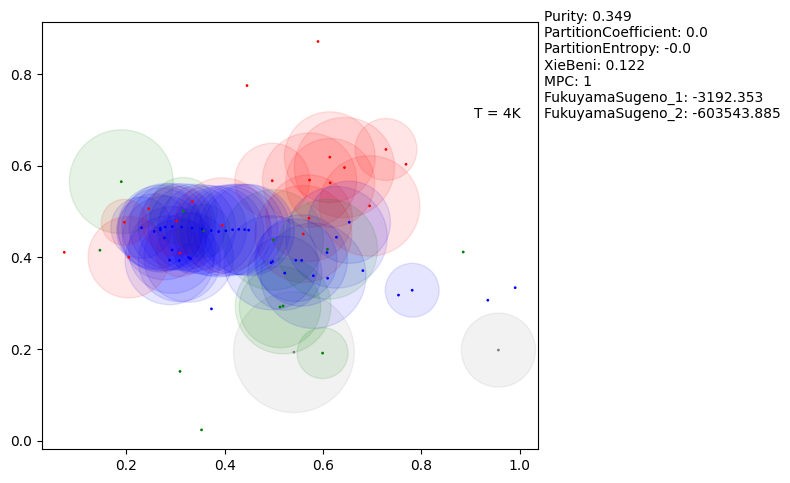 Purity: 0.349
PartitionCoefficient: 0.0
PartitionEntropy: -0.0
XieBeni: 0.122
MPC: 1
FukuyamaSugeno_1: -3192.353
FukuyamaSugeno_2: -603543.885
T = 4K
0.8
0.6
0.4
0.2
0.0
0.2 0.4 0.6 0.8 1.0